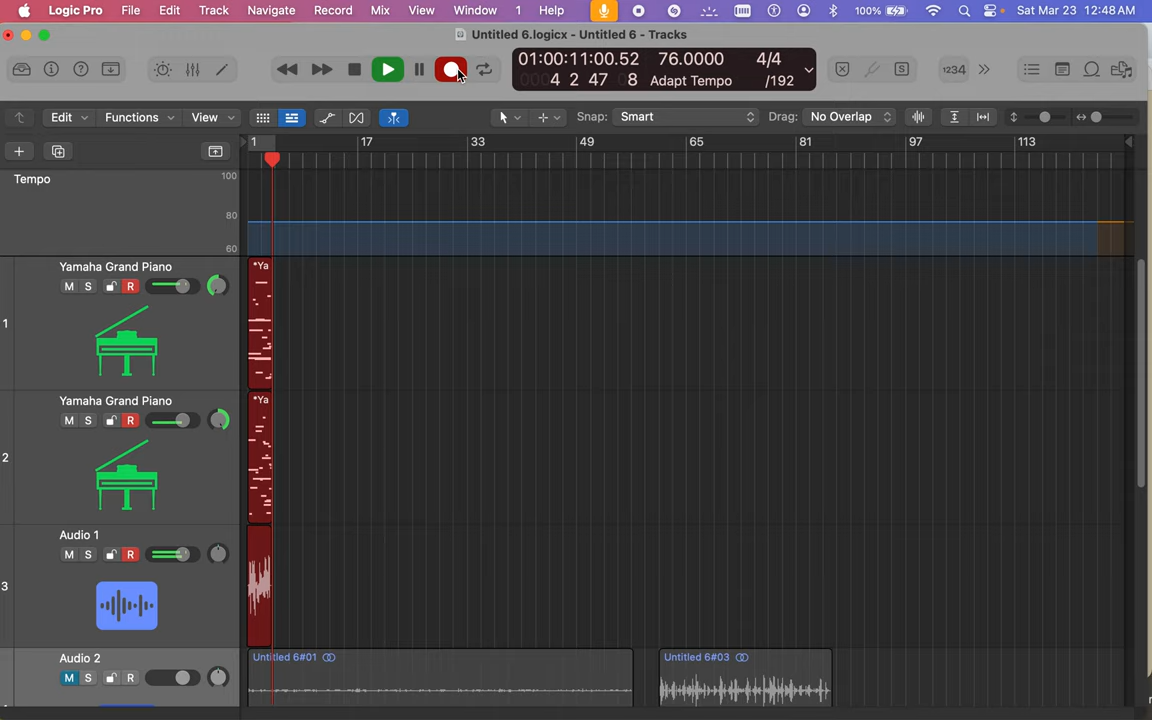 Logic Pro File Edit Track Navigate Record Mix View Window 1 Help 100% Sat Mar 23 12:48 AM
Untitled 6.logicx - Untitled 6 - Tracks
01:00:11:00.52 76.0000 4/4
0004 2 47 008 Adapt Tempo /192
S 1234
Edit Functions View Snap: Smart Drag: No Overlap
1 17 33 49 65 81 97 113
Tempo 100
80
60
Yamaha Grand Piano *Ya
M S R
1
Yamaha Grand Piano *Ya
M S R
2
Audio 1
M S R
3
Audio 2 Untitled 6#01 Untitled 6#03
M S R